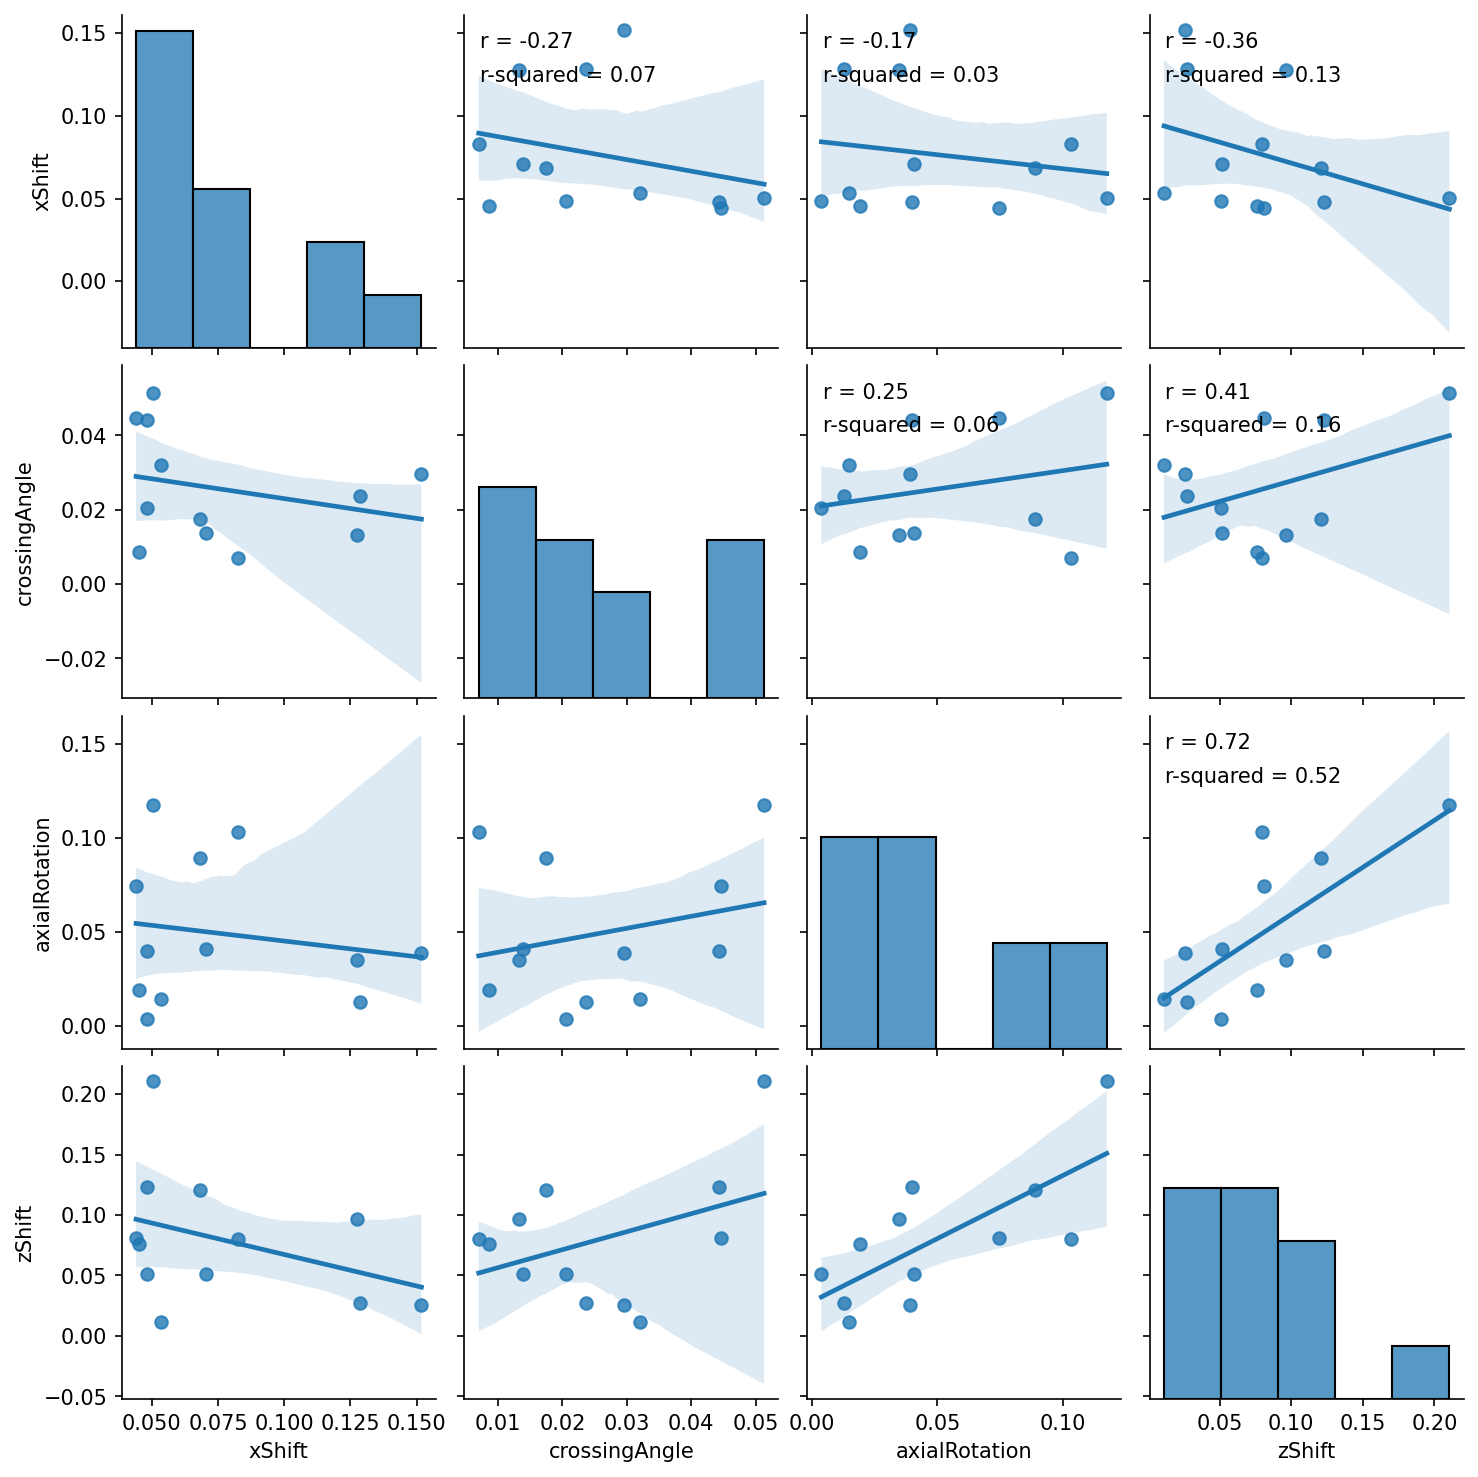 0.15
0.10
0.05
0.00
xShift
r = -0.27
r-squared = 0.07
r = -0.17
r-squared = 0.03
r = -0.36
r-squared = 0.13
0.04
0.02
0.00
−0.02
crossingAngle
r = 0.25
r-squared = 0.06
r = 0.41
r-squared = 0.16
0.15
0.10
0.05
0.00
axialRotation
r = 0.72
r-squared = 0.52
0.20
0.15
0.10
0.05
0.00
−0.05
zShift
0.050 0.075 0.100 0.125 0.150
xShift
0.01 0.02 0.03 0.04 0.05
crossingAngle
0.00 0.05 0.10
axialRotation
0.05 0.10 0.15 0.20
zShift